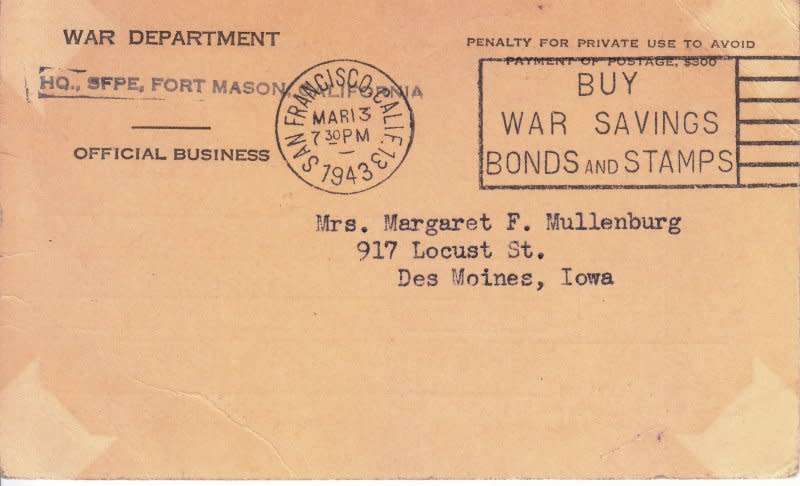 WAR DEPARTMENT
HQ., SFPE, FORT MASON, CALIFORNIA
OFFICIAL BUSINESS
SAN FRANCISCO, CALIF. 13
MAR 13
7 30 PM
1943
PENALTY FOR PRIVATE USE TO AVOID
PAYMENT OF POSTAGE, $300
BUY
WAR SAVINGS
BONDS AND STAMPS
Mrs. Margaret F. Mullenburg
917 Locust St.
Des Moines, Iowa